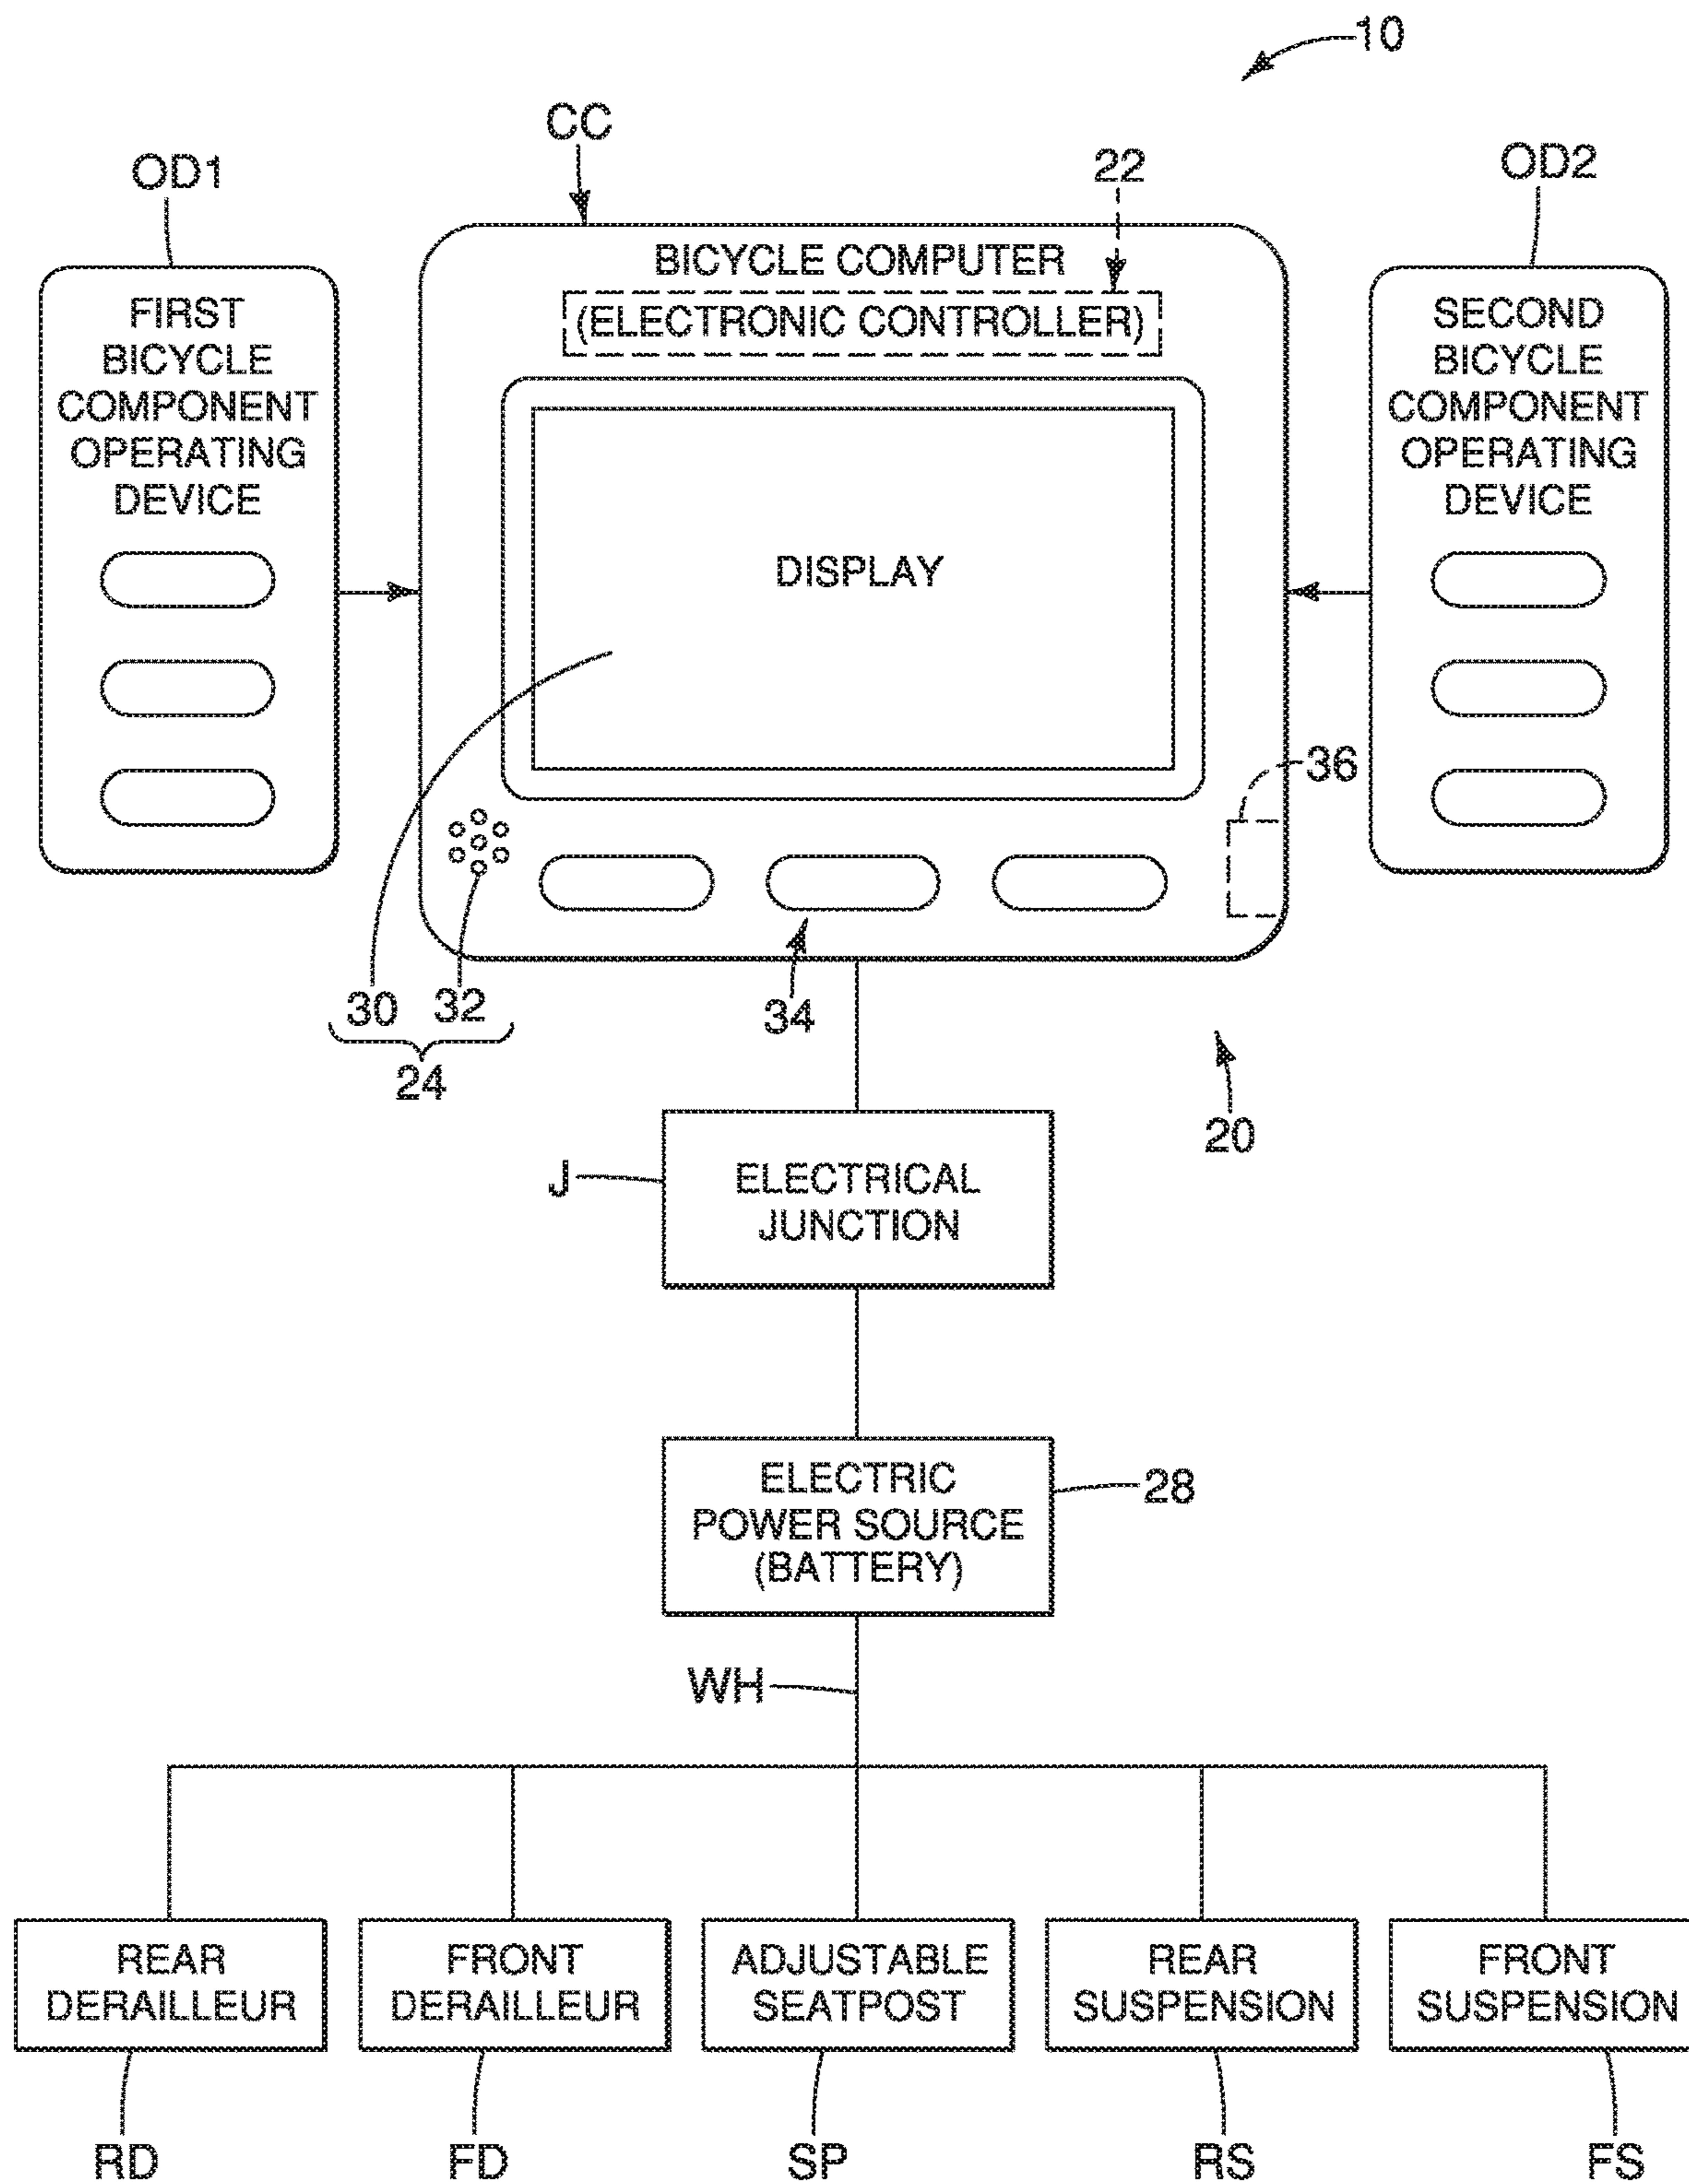 10
CC
22
OD1
OD2
BICYCLE COMPUTER
(ELECTRONIC CONTROLLER)
FIRST
BICYCLE
COMPONENT
OPERATING
DEVICE
SECOND
BICYCLE
COMPONENT
OPERATING
DEVICE
DISPLAY
36
30
32
34
24
20
J
ELECTRICAL
JUNCTION
ELECTRIC
POWER SOURCE
(BATTERY)
28
WH
REAR
DERAILLEUR
FRONT
DERAILLEUR
ADJUSTABLE
SEATPOST
REAR
SUSPENSION
FRONT
SUSPENSION
RD
FD
SP
RS
FS